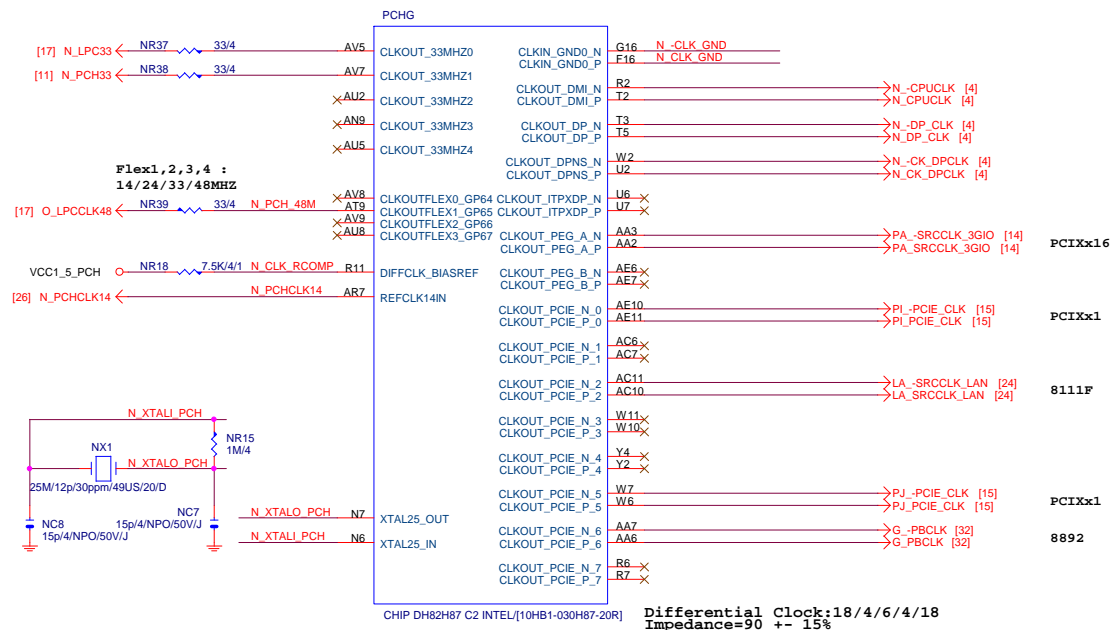 PCHG
[17] N_LPC33 NR37 33/4 AV5 CLKOUT_33MHZ0
[11] N_PCH33 NR38 33/4 AV7 CLKOUT_33MHZ1
AU2 CLKOUT_33MHZ2
AN9 CLKOUT_33MHZ3
AU5 CLKOUT_33MHZ4
Flex1,2,3,4 :
14/24/33/48MHZ
AV8 CLKOUTFLEX0_GP64
[17] O_LPCCLK48 NR39 33/4 N_PCH_48M AT9 CLKOUTFLEX1_GP65
AV9 CLKOUTFLEX2_GP66
AU8 CLKOUTFLEX3_GP67
VCC1_5_PCH NR18 7.5K/4/1 N_CLK_RCOMP R11 DIFFCLK_BIASREF
[26] N_PCHCLK14 N_PCHCLK14 AR7 REFCLK14IN
N_XTALI_PCH
NR15
1M/4
NX1
N_XTALO_PCH
25M/12p/30ppm/49US/20/D
NC8
15p/4/NPO/50V/J
NC7
15p/4/NPO/50V/J
N_XTALO_PCH N7 XTAL25_OUT
N_XTALI_PCH N6 XTAL25_IN
CLKIN_GND0_N G16 N_-CLK_GND
CLKIN_GND0_P F16 N_CLK_GND
CLKOUT_DMI_N R2 N_-CPUCLK [4]
CLKOUT_DMI_P T2 N_CPUCLK [4]
CLKOUT_DP_N T3 N_-DP_CLK [4]
CLKOUT_DP_P T5 N_DP_CLK [4]
CLKOUT_DPNS_N W2 N_-CK_DPCLK [4]
CLKOUT_DPNS_P U2 N_CK_DPCLK [4]
CLKOUT_ITPXDP_N U6
CLKOUT_ITPXDP_P U7
CLKOUT_PEG_A_N AA3 PA_-SRCCLK_3GIO [14]
CLKOUT_PEG_A_P AA2 PA_SRCCLK_3GIO [14]
PCIXx16
CLKOUT_PEG_B_N AE6
CLKOUT_PEG_B_P AE7
CLKOUT_PCIE_N_0 AE10 PI_-PCIE_CLK [15]
CLKOUT_PCIE_P_0 AE11 PI_PCIE_CLK [15]
PCIXx1
CLKOUT_PCIE_N_1 AC6
CLKOUT_PCIE_P_1 AC7
CLKOUT_PCIE_N_2 AC11 LA_-SRCCLK_LAN [24]
CLKOUT_PCIE_P_2 AC10 LA_SRCCLK_LAN [24]
8111F
CLKOUT_PCIE_N_3 W11
CLKOUT_PCIE_P_3 W10
CLKOUT_PCIE_N_4 Y4
CLKOUT_PCIE_P_4 Y2
CLKOUT_PCIE_N_5 W7 PJ_-PCIE_CLK [15]
CLKOUT_PCIE_P_5 W6 PJ_PCIE_CLK [15]
PCIXx1
CLKOUT_PCIE_N_6 AA7 G_-PBCLK [32]
CLKOUT_PCIE_P_6 AA6 G_PBCLK [32]
8892
CLKOUT_PCIE_N_7 R6
CLKOUT_PCIE_P_7 R7
CHIP DH82H87 C2 INTEL/[10HB1-030H87-20R]
Differential Clock:18/4/6/4/18
Impedance=90 +- 15%